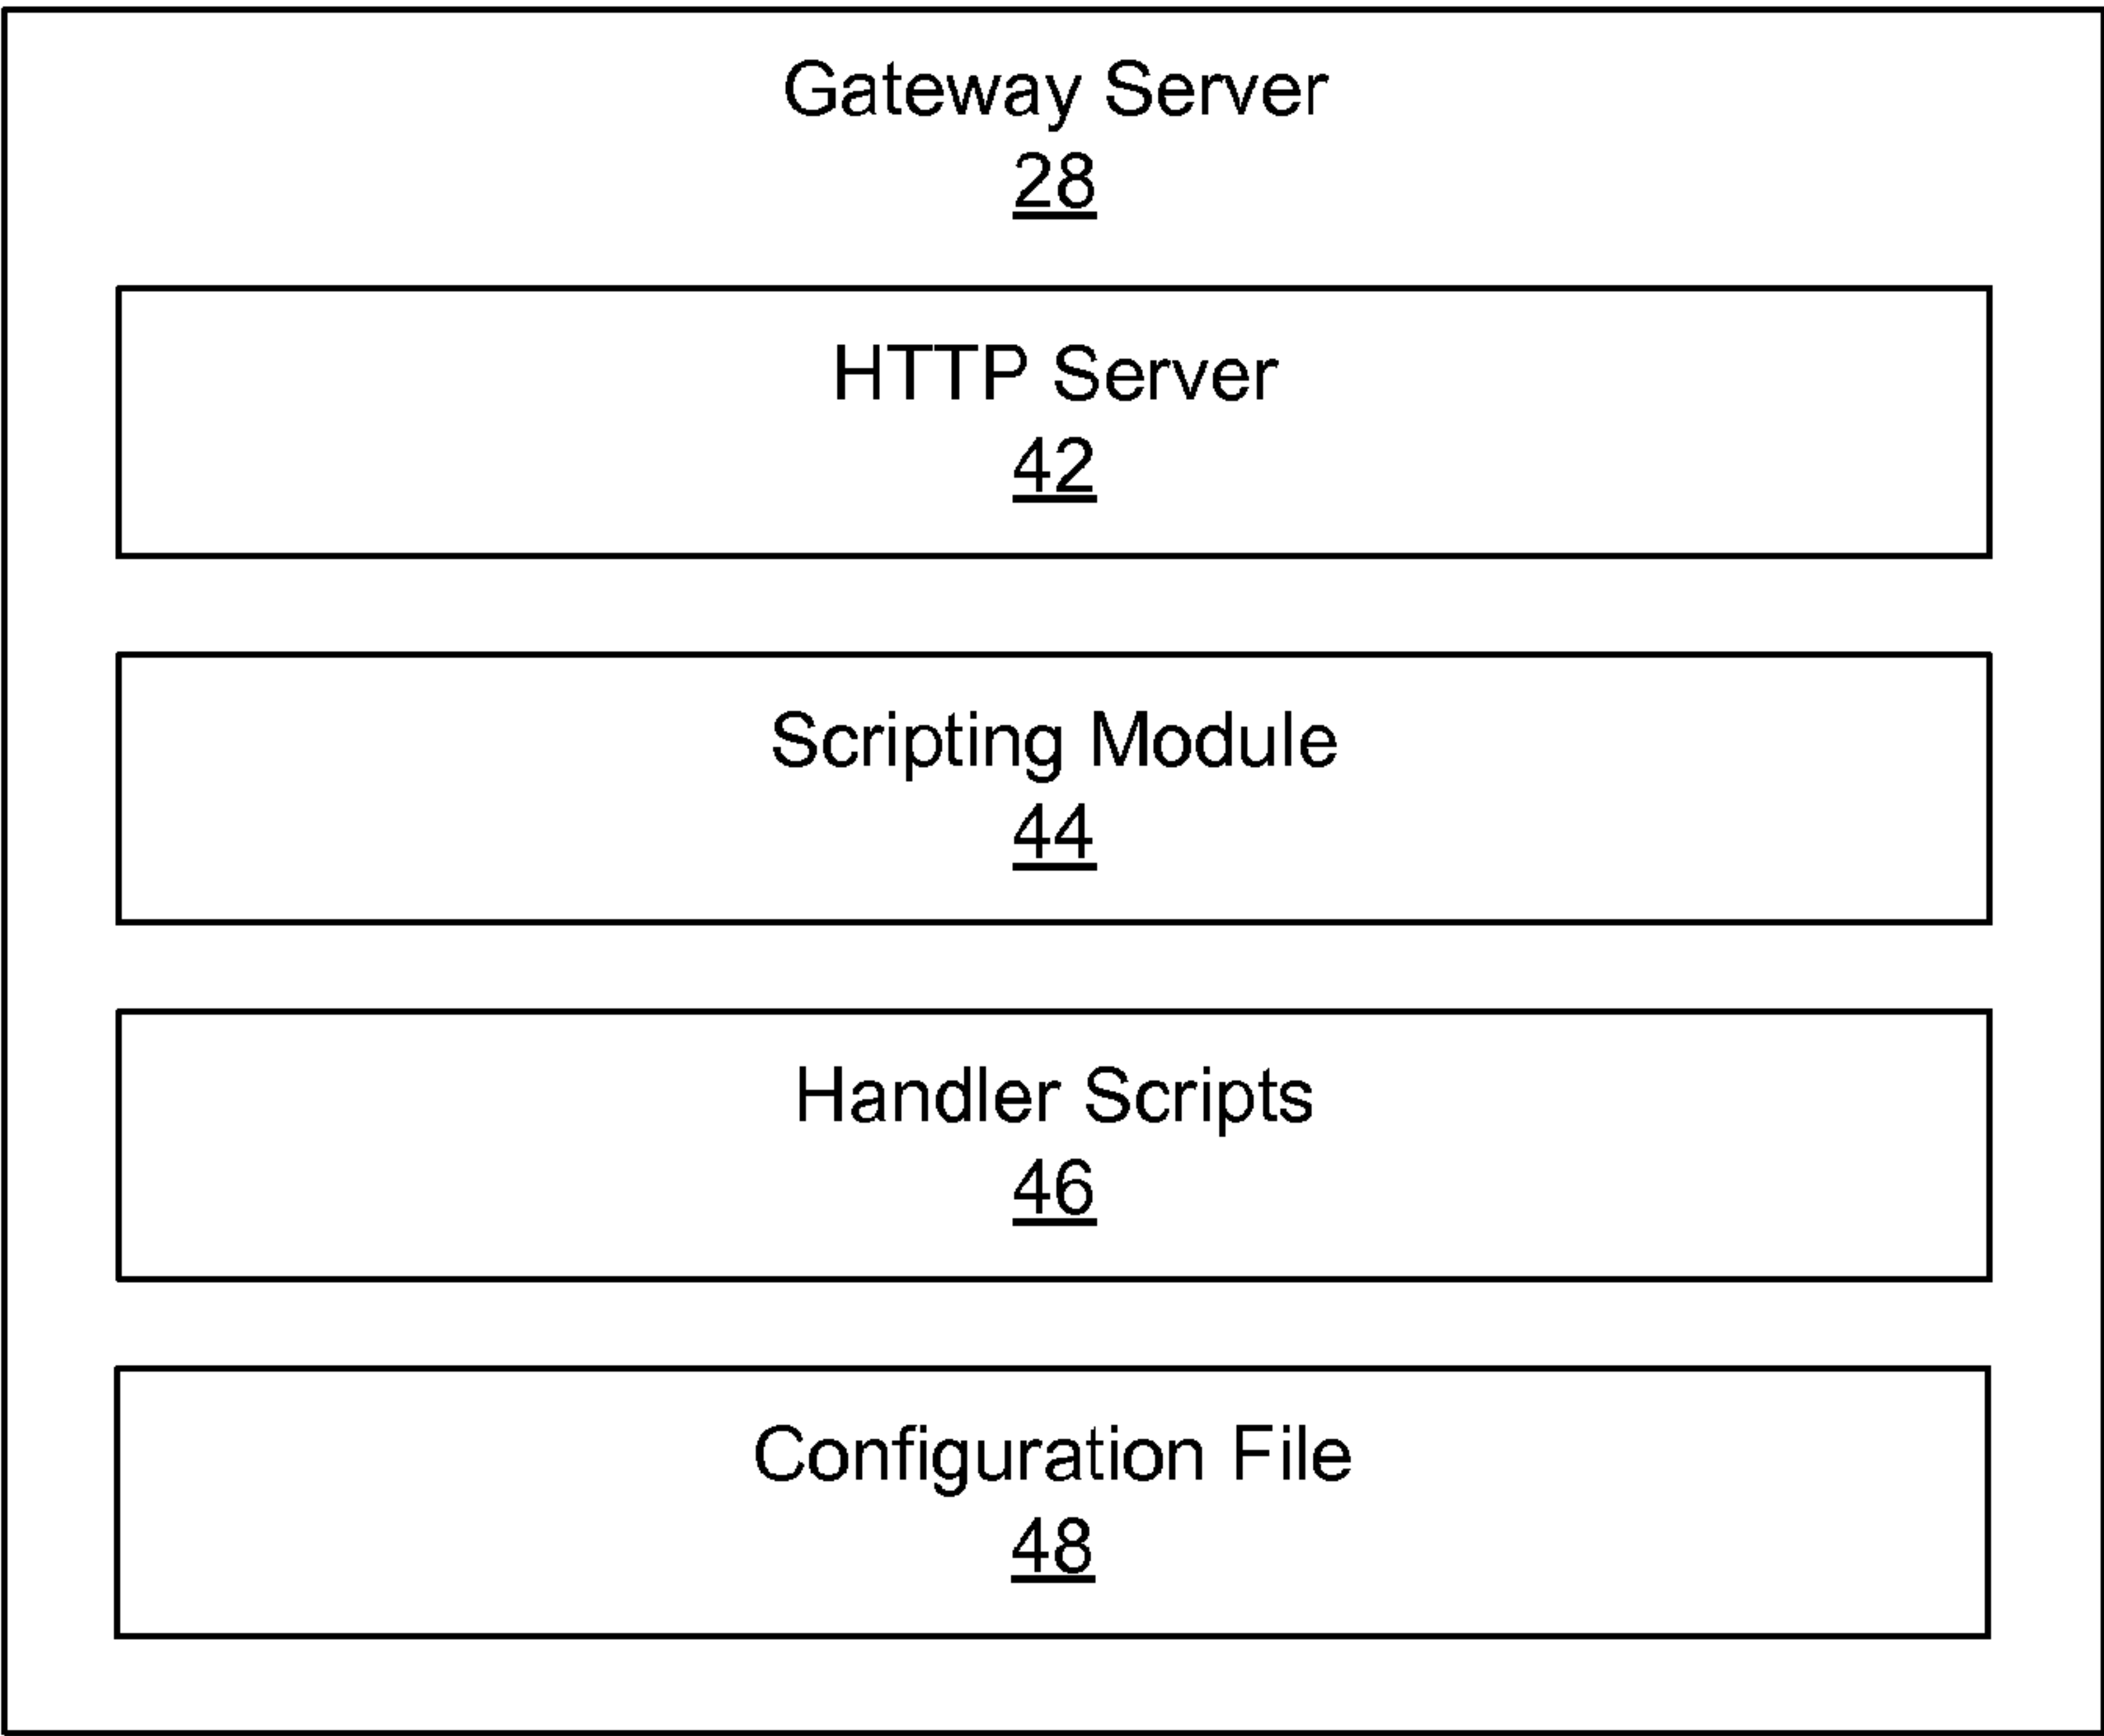 Gateway Server
28
HTTP Server
42
Scripting Module
44
Handler Scripts
46
Configuration File
48